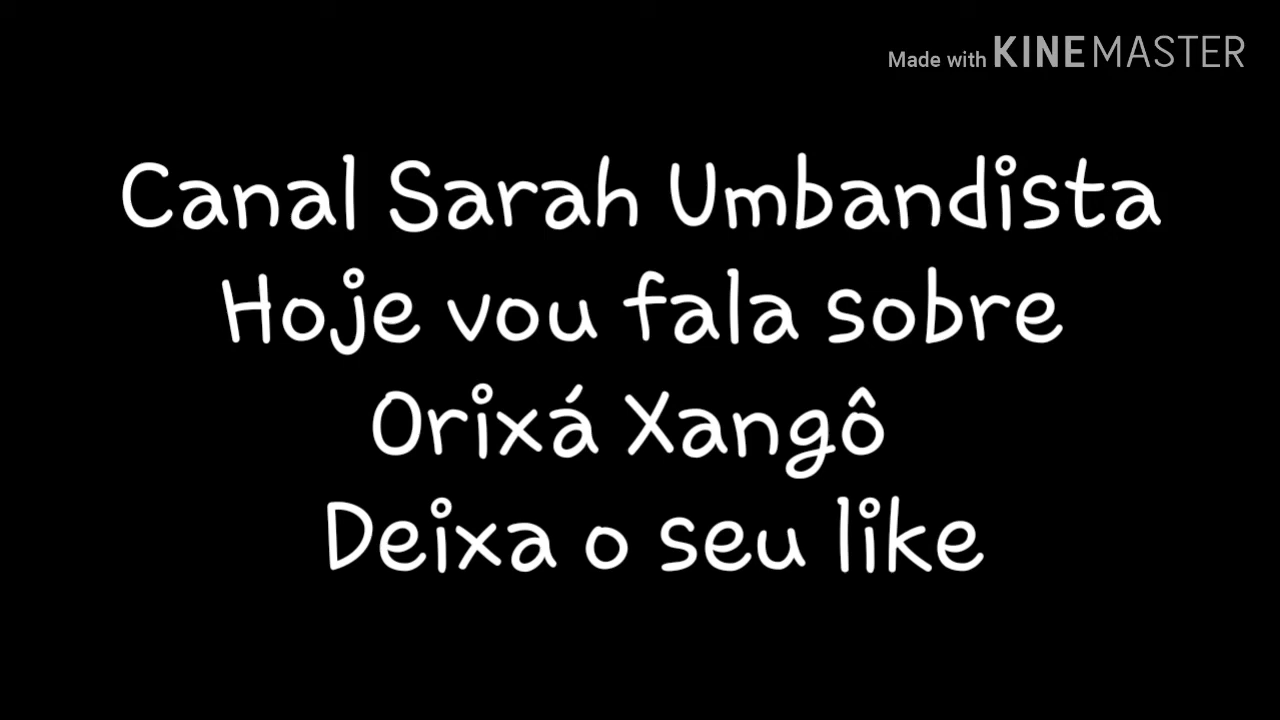 Made with KINEMASTER
Canal Sarah Umbandista
Hoje vou fala sobre
Orixá Xangô
Deixa o seu like